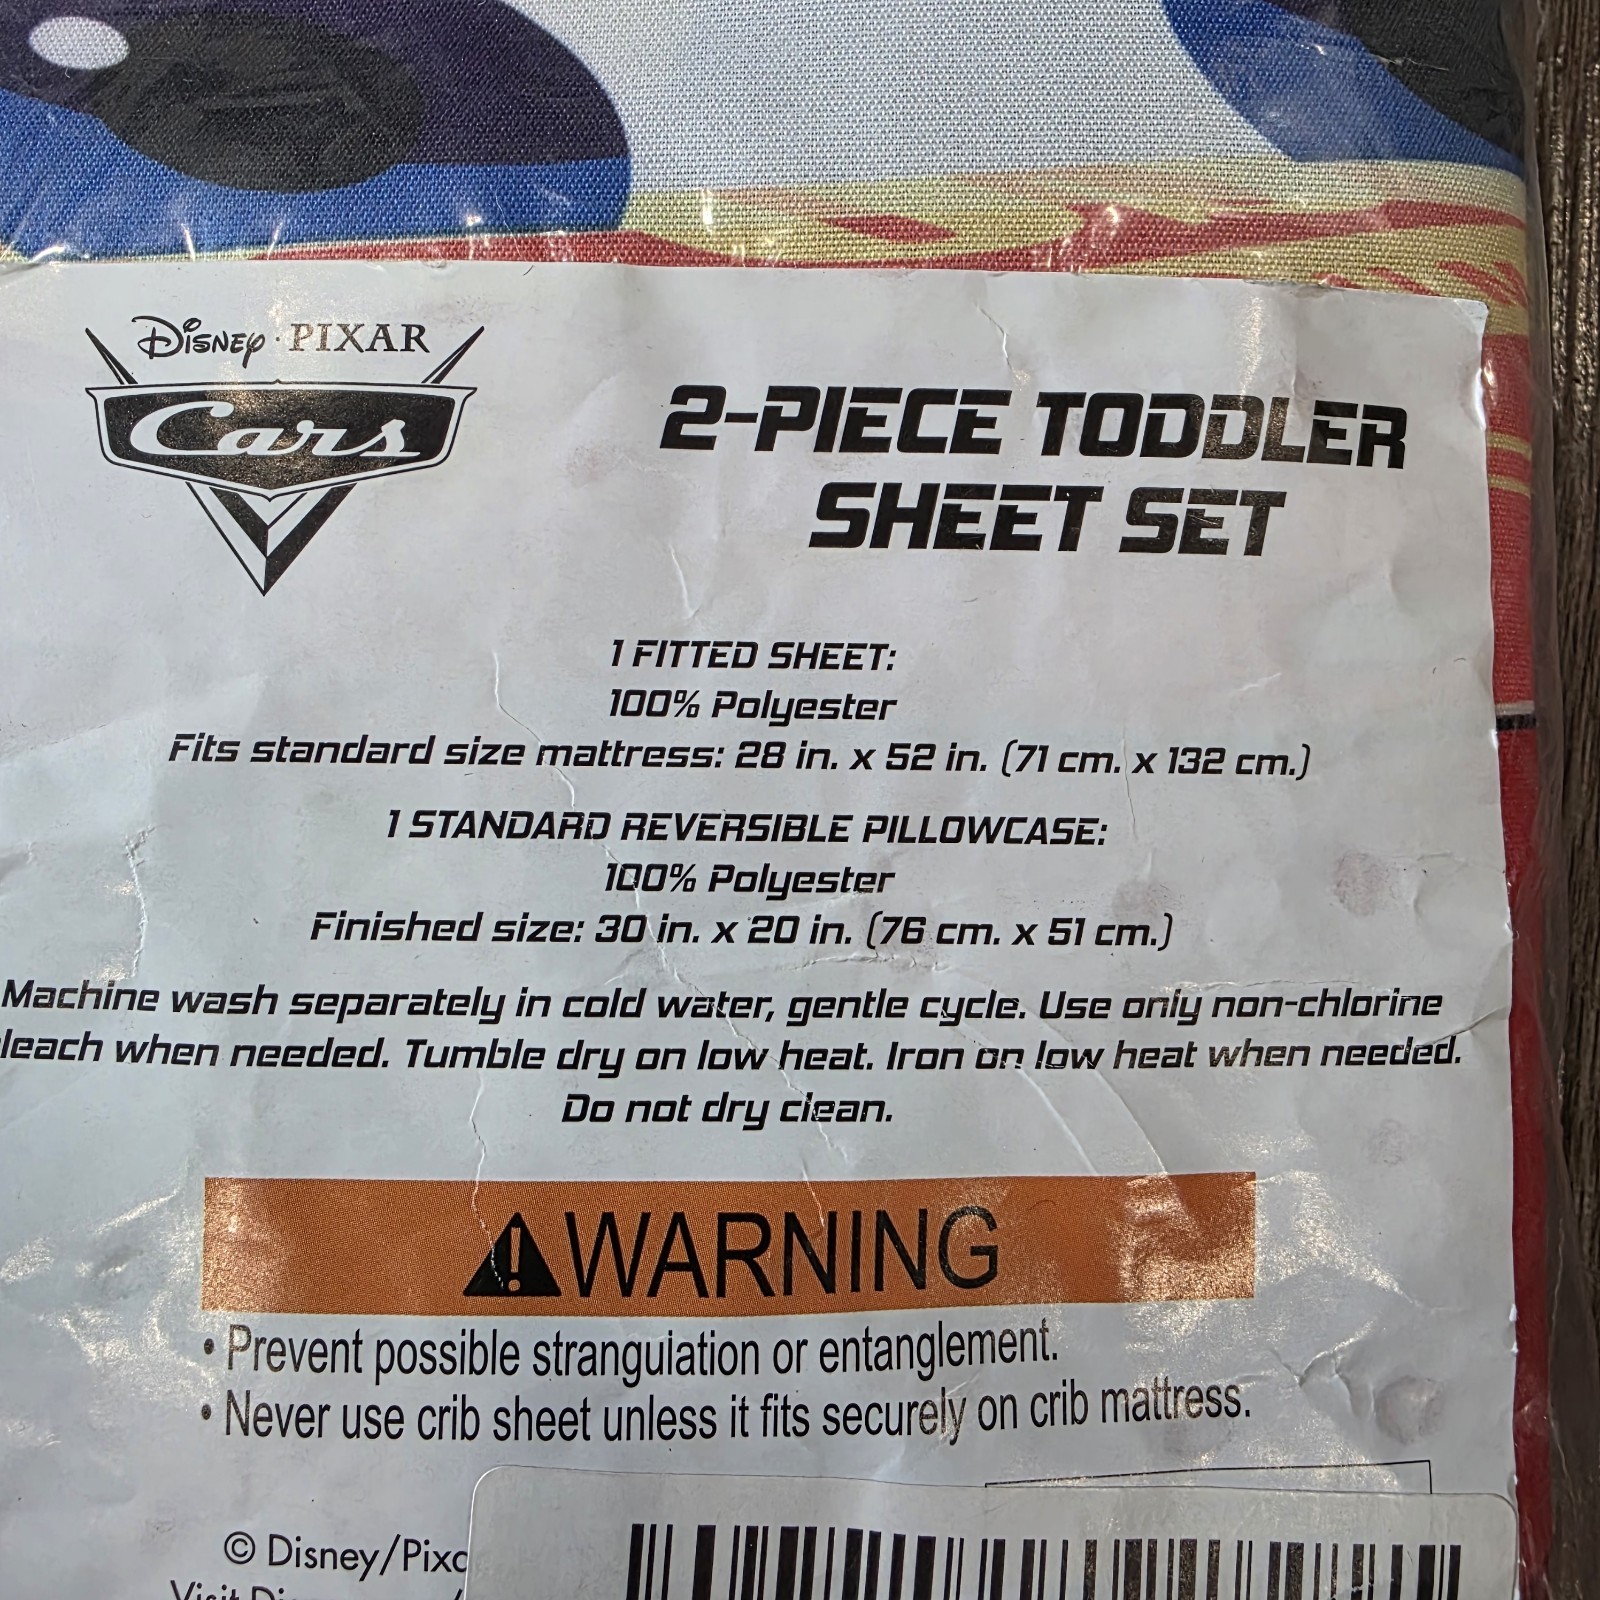 Disney · PIXAR
Cars
2-PIECE TODDLER
SHEET SET
1 FITTED SHEET:
100% Polyester
Fits standard size mattress: 28 in. x 52 in. (71 cm. x 132 cm.)
1 STANDARD REVERSIBLE PILLOWCASE:
100% Polyester
Finished size: 30 in. x 20 in. (76 cm. x 51 cm.)
Machine wash separately in cold water, gentle cycle. Use only non-chlorine
leach when needed. Tumble dry on low heat. Iron on low heat when needed.
Do not dry clean.
WARNING
• Prevent possible strangulation or entanglement.
• Never use crib sheet unless it fits securely on crib mattress.
© Disney/Pix